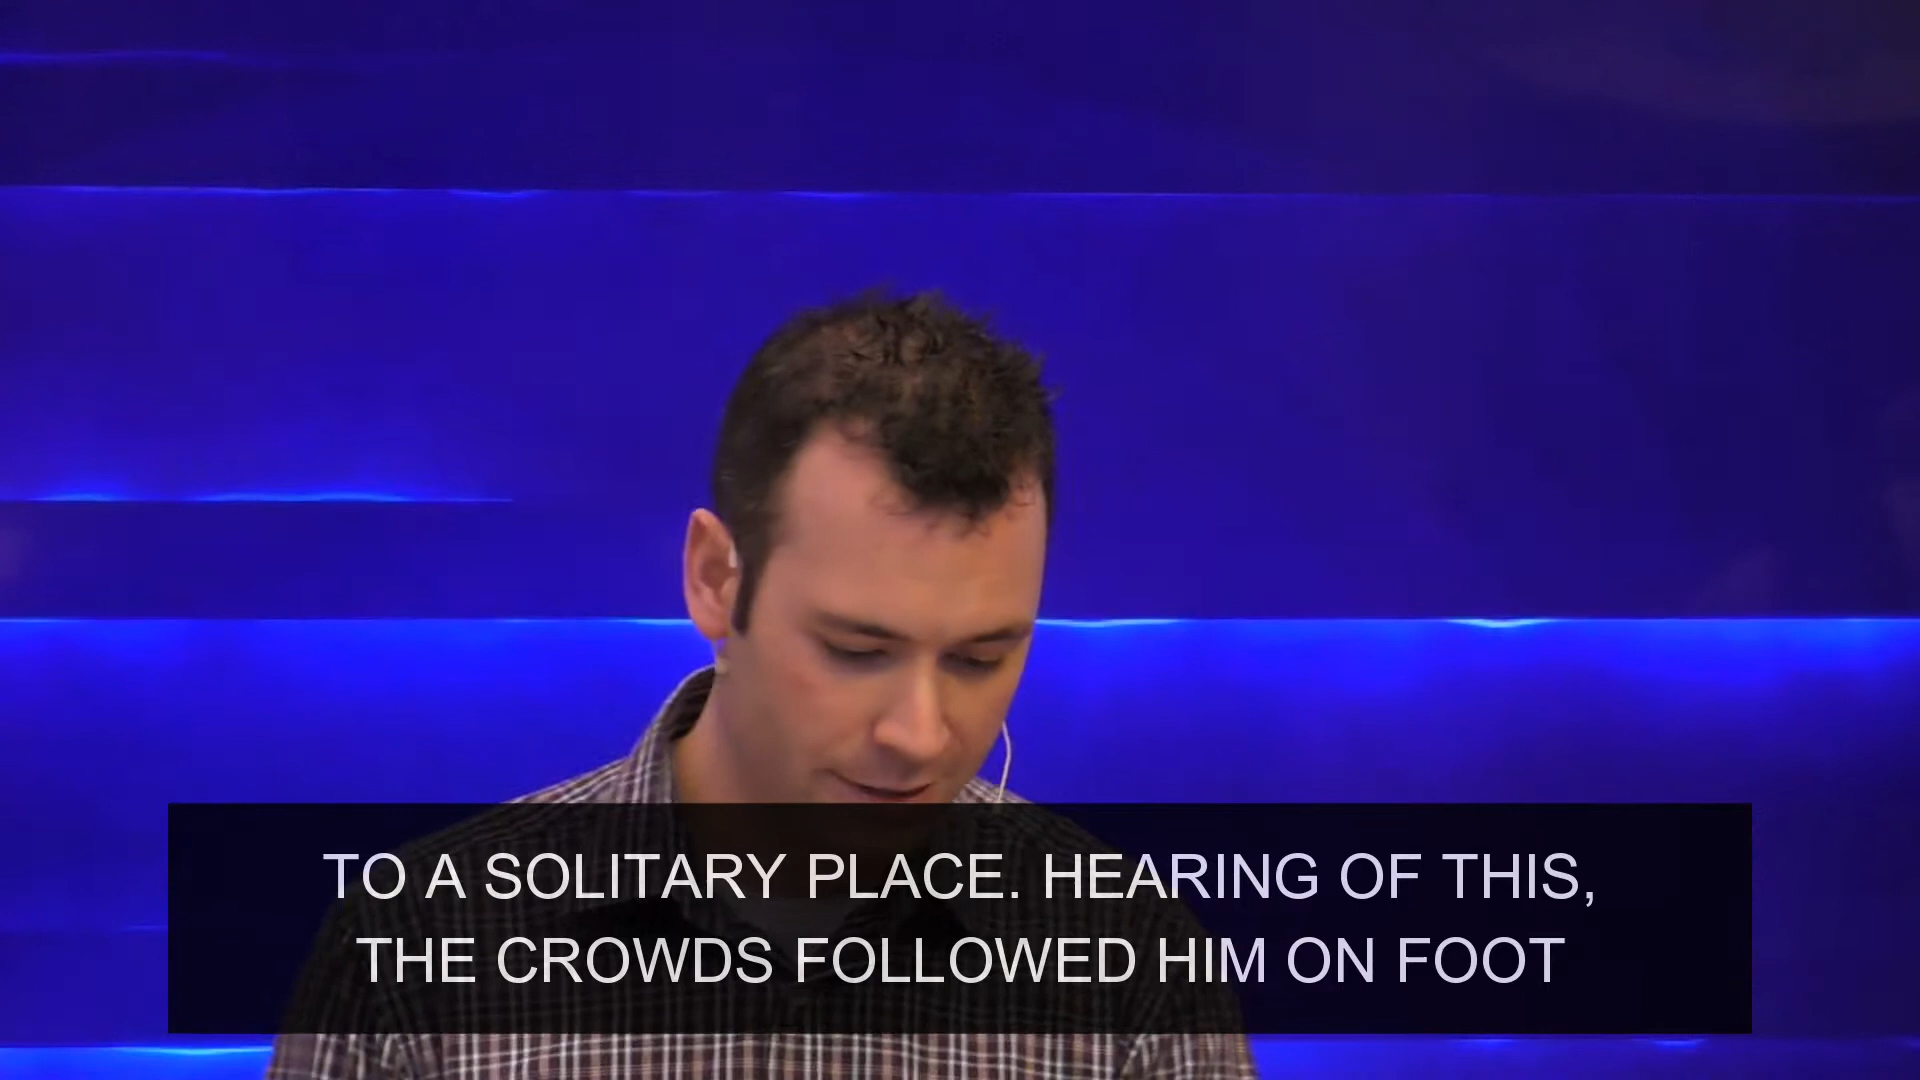 TO A SOLITARY PLACE. HEARING OF THIS,
THE CROWDS FOLLOWED HIM ON FOOT